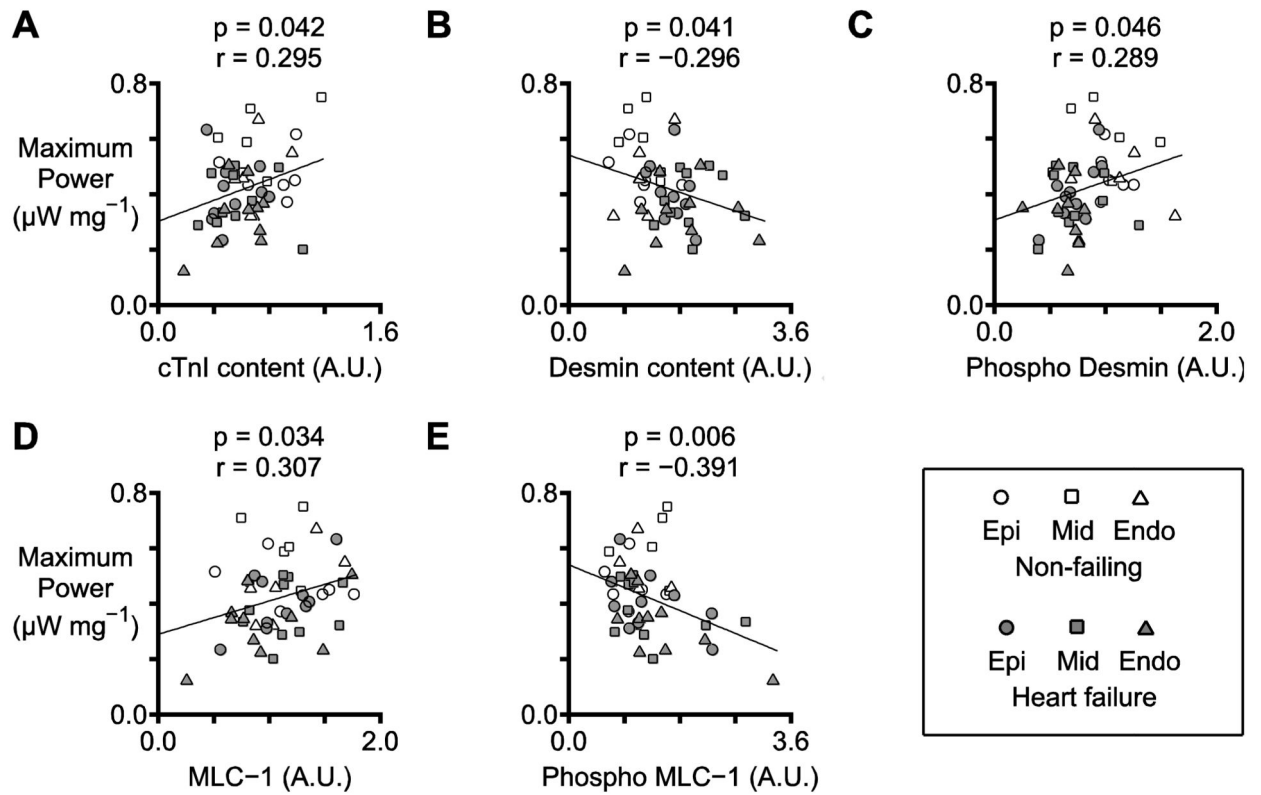 A
p = 0.042
r = 0.295
B
p = 0.041
r = −0.296
C
p = 0.046
r = 0.289
0.8
Maximum
Power
(µW mg−1)
0.0
0.0
1.6
cTnI content (A.U.)
0.8
0.0
0.0
3.6
Desmin content (A.U.)
0.8
0.0
0.0
2.0
Phospho Desmin (A.U.)
D
p = 0.034
r = 0.307
E
p = 0.006
r = −0.391
0.8
Maximum
Power
(µW mg−1)
0.0
0.0
2.0
MLC−1 (A.U.)
0.8
0.0
0.0
3.6
Phospho MLC−1 (A.U.)
Epi Mid Endo
Non-failing
Epi Mid Endo
Heart failure